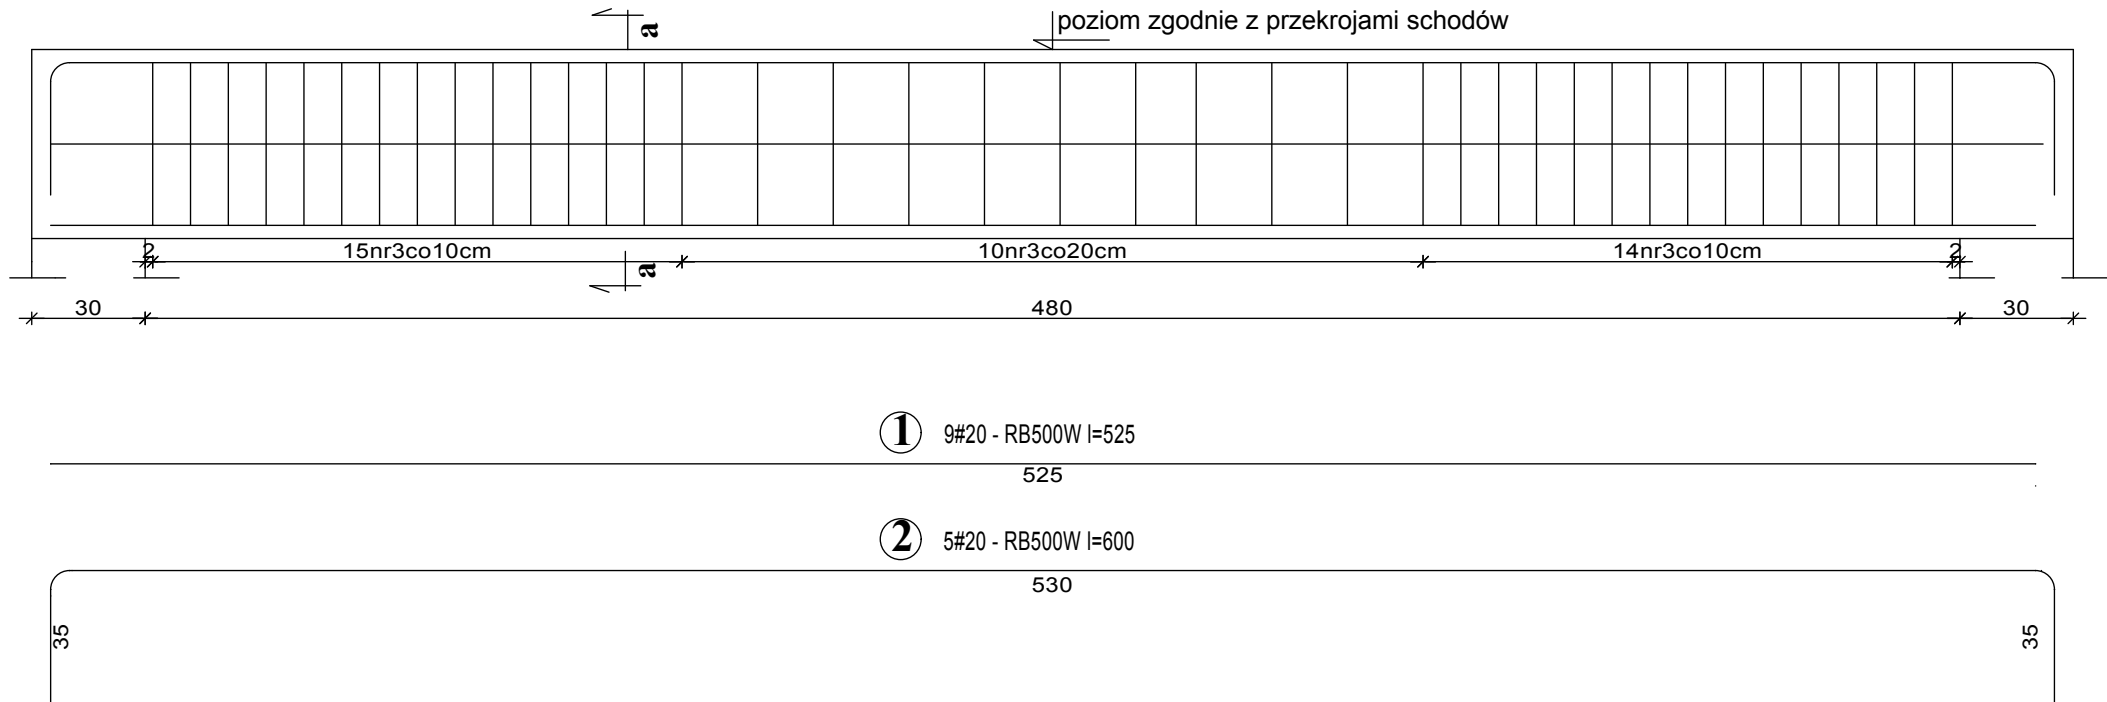 a
poziom zgodnie z przekrojami schodów
2
15nr3co10cm
a
10nr3co20cm
14nr3co10cm
2
30
480
30
1 9#20 - RB500W l=525
525
2 5#20 - RB500W l=600
530
35
35